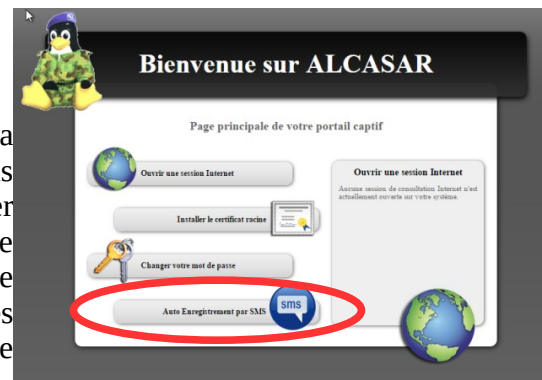 Bienvenue sur ALCASAR
Page principale de votre portail captif
Ouvrir une session Internet
Installer le certificat racine
Changer votre mot de passe
Auto Enregistrement par SMS
sms
Ouvrir une session Internet
Aucune session de consultation Internet n'est
actuellement ouverte sur votre système.
a
s
er
e
e
s
e